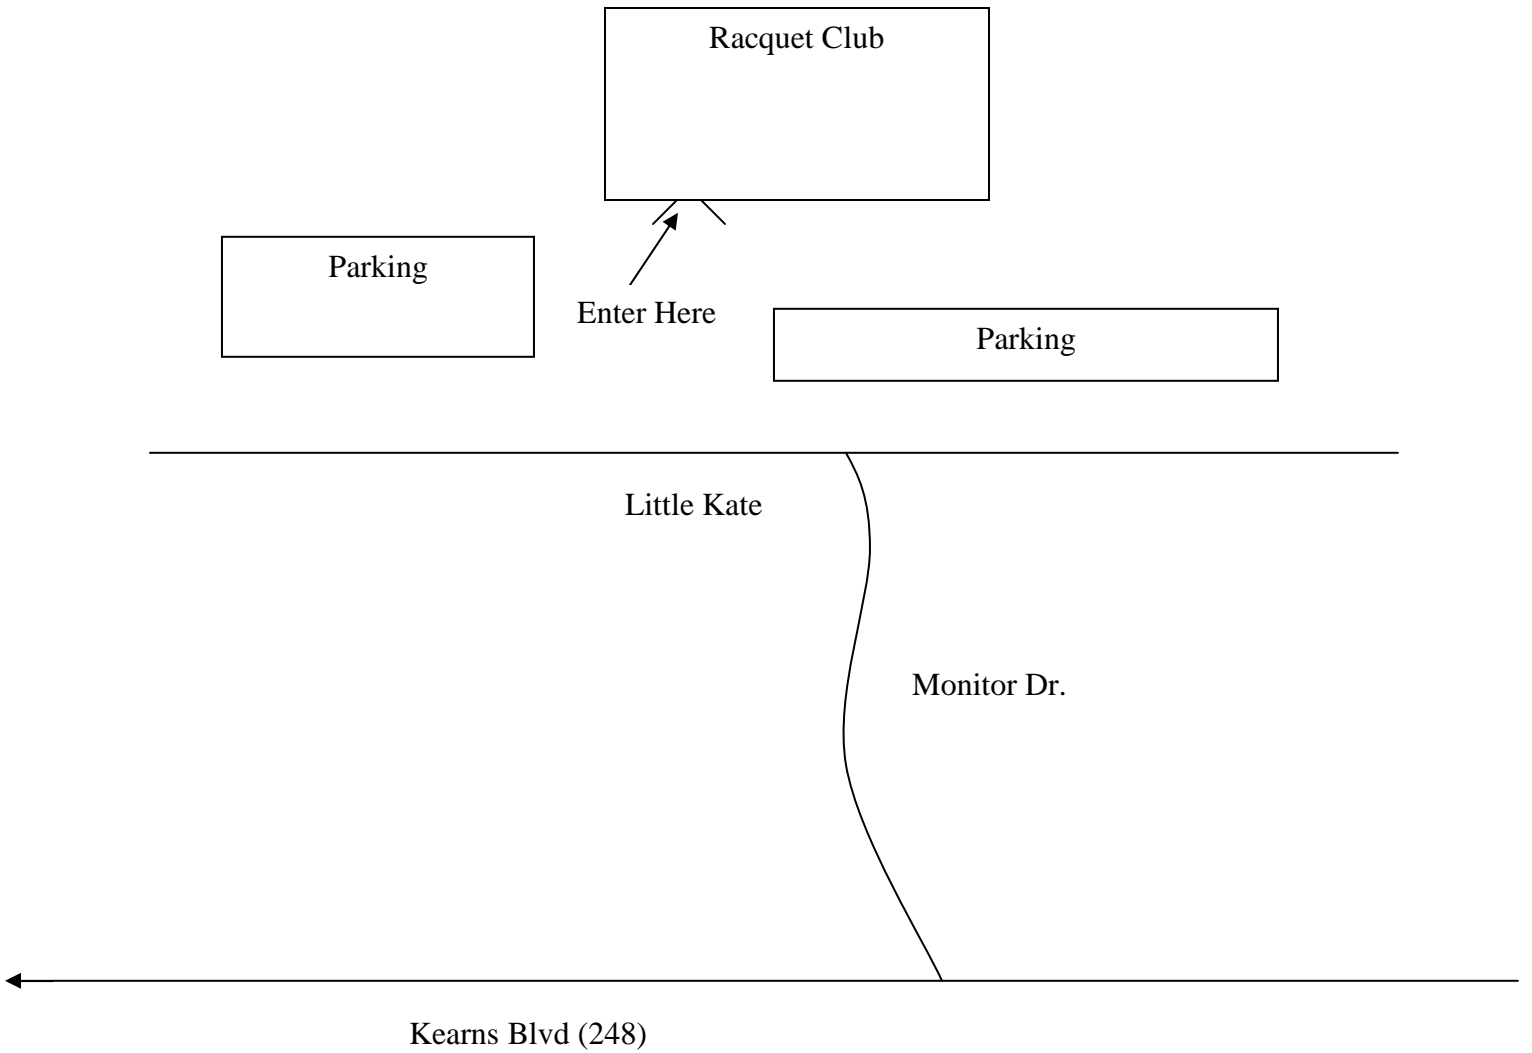 Racquet Club
Parking
Enter Here
Parking
Little Kate
Monitor Dr.
Kearns Blvd (248)